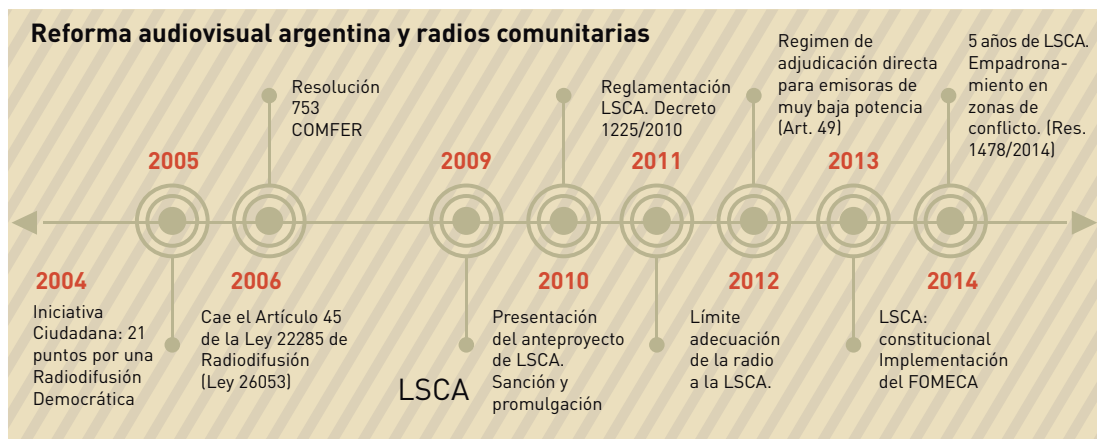 Reforma audiovisual argentina y radios comunitarias
2004
Iniciativa
Ciudadana: 21
puntos por una
Radiodifusión
Democrática
2005
Cae el Artículo 45
de la Ley 22285 de
Radiodifusión
(Ley 26053)
2006
Resolución
753
COMFER
2009
LSCA
Presentación
del anteproyecto
de LSCA.
Sanción y
promulgación
2010
Reglamentación
LSCA. Decreto
1225/2010
2011
Límite
adecuación
de la radio
a la LSCA.
2012
Regimen de
adjudicación directa
para emisoras de
muy baja potencia
(Art. 49)
2013
LSCA:
constitucional
Implementación
del FOMECA
2014
5 años de LSCA.
Empadrona-
miento en
zonas de
conflicto. (Res.
1478/2014)